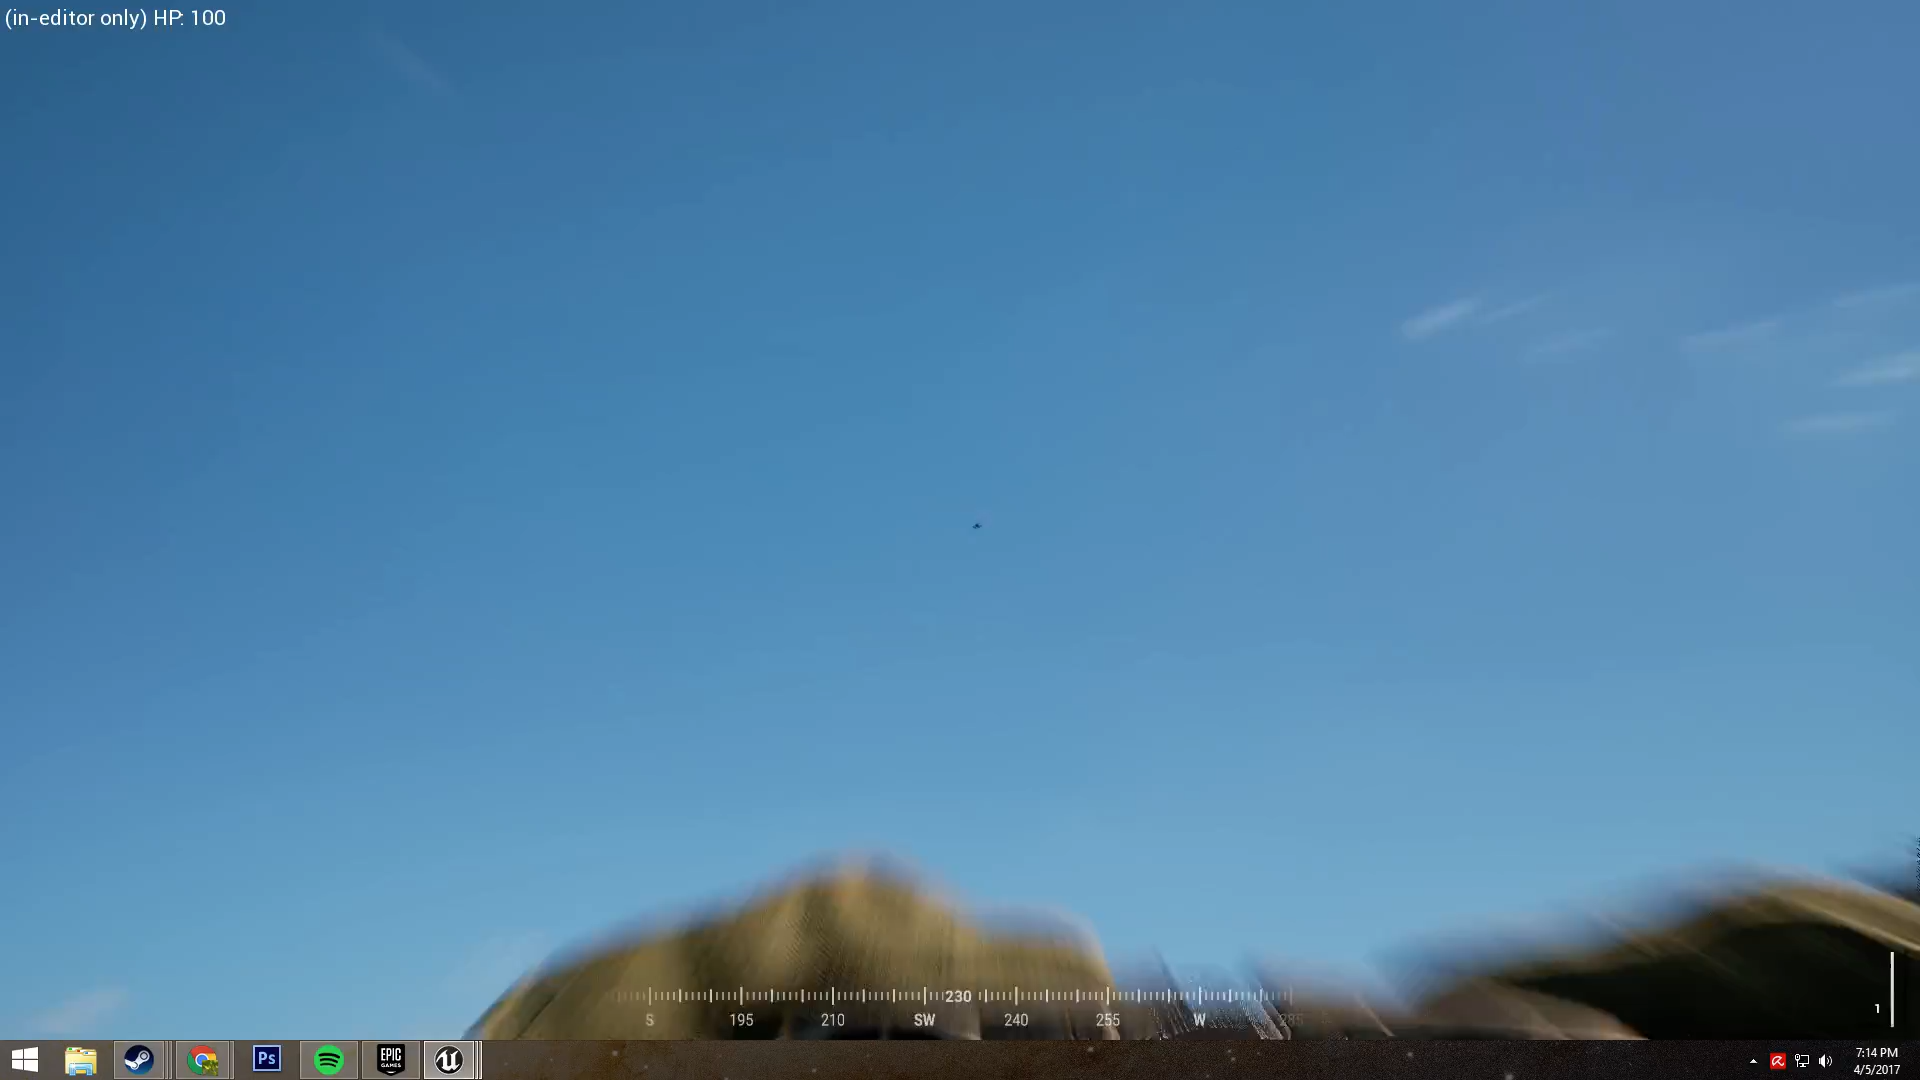 (in-editor only) HP: 100
230
S 195 210 SW 240 255 W 285
1
Ps
EPIC
GAMES
7:14 PM
4/5/2017